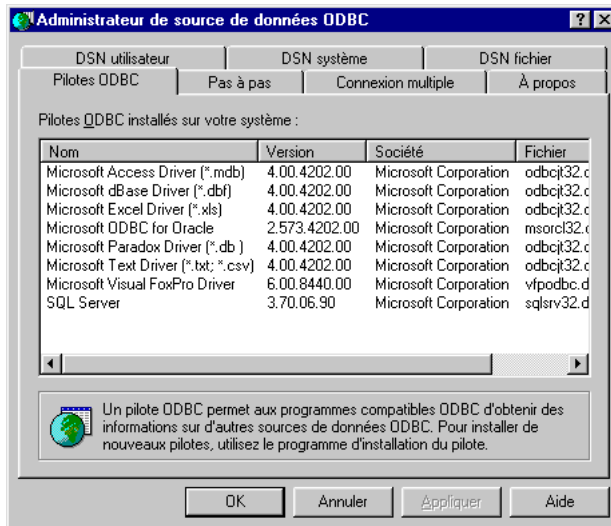 Administrateur de source de données ODBC
DSN utilisateur DSN système DSN fichier
Pilotes ODBC Pas à pas Connexion multiple À propos
Pilotes ODBC installés sur votre système :
Nom Version Société Fichier
Microsoft Access Driver (*.mdb) 4.00.4202.00 Microsoft Corporation odbcjt32.d
Microsoft dBase Driver (*.dbf) 4.00.4202.00 Microsoft Corporation odbcjt32.d
Microsoft Excel Driver (*.xls) 4.00.4202.00 Microsoft Corporation odbcjt32.d
Microsoft ODBC for Oracle 2.573.4202.00 Microsoft Corporation msorcl32.d
Microsoft Paradox Driver (*.db ) 4.00.4202.00 Microsoft Corporation odbcjt32.d
Microsoft Text Driver (*.txt; *.csv) 4.00.4202.00 Microsoft Corporation odbcjt32.d
Microsoft Visual FoxPro Driver 6.00.8440.00 Microsoft Corporation vfpodbc.d
SQL Server 3.70.06.90 Microsoft Corporation sqlsrv32.d
Un pilote ODBC permet aux programmes compatibles ODBC d'obtenir des
informations sur d'autres sources de données ODBC. Pour installer de
nouveaux pilotes, utilisez le programme d'installation du pilote.
OK Annuler Appliquer Aide